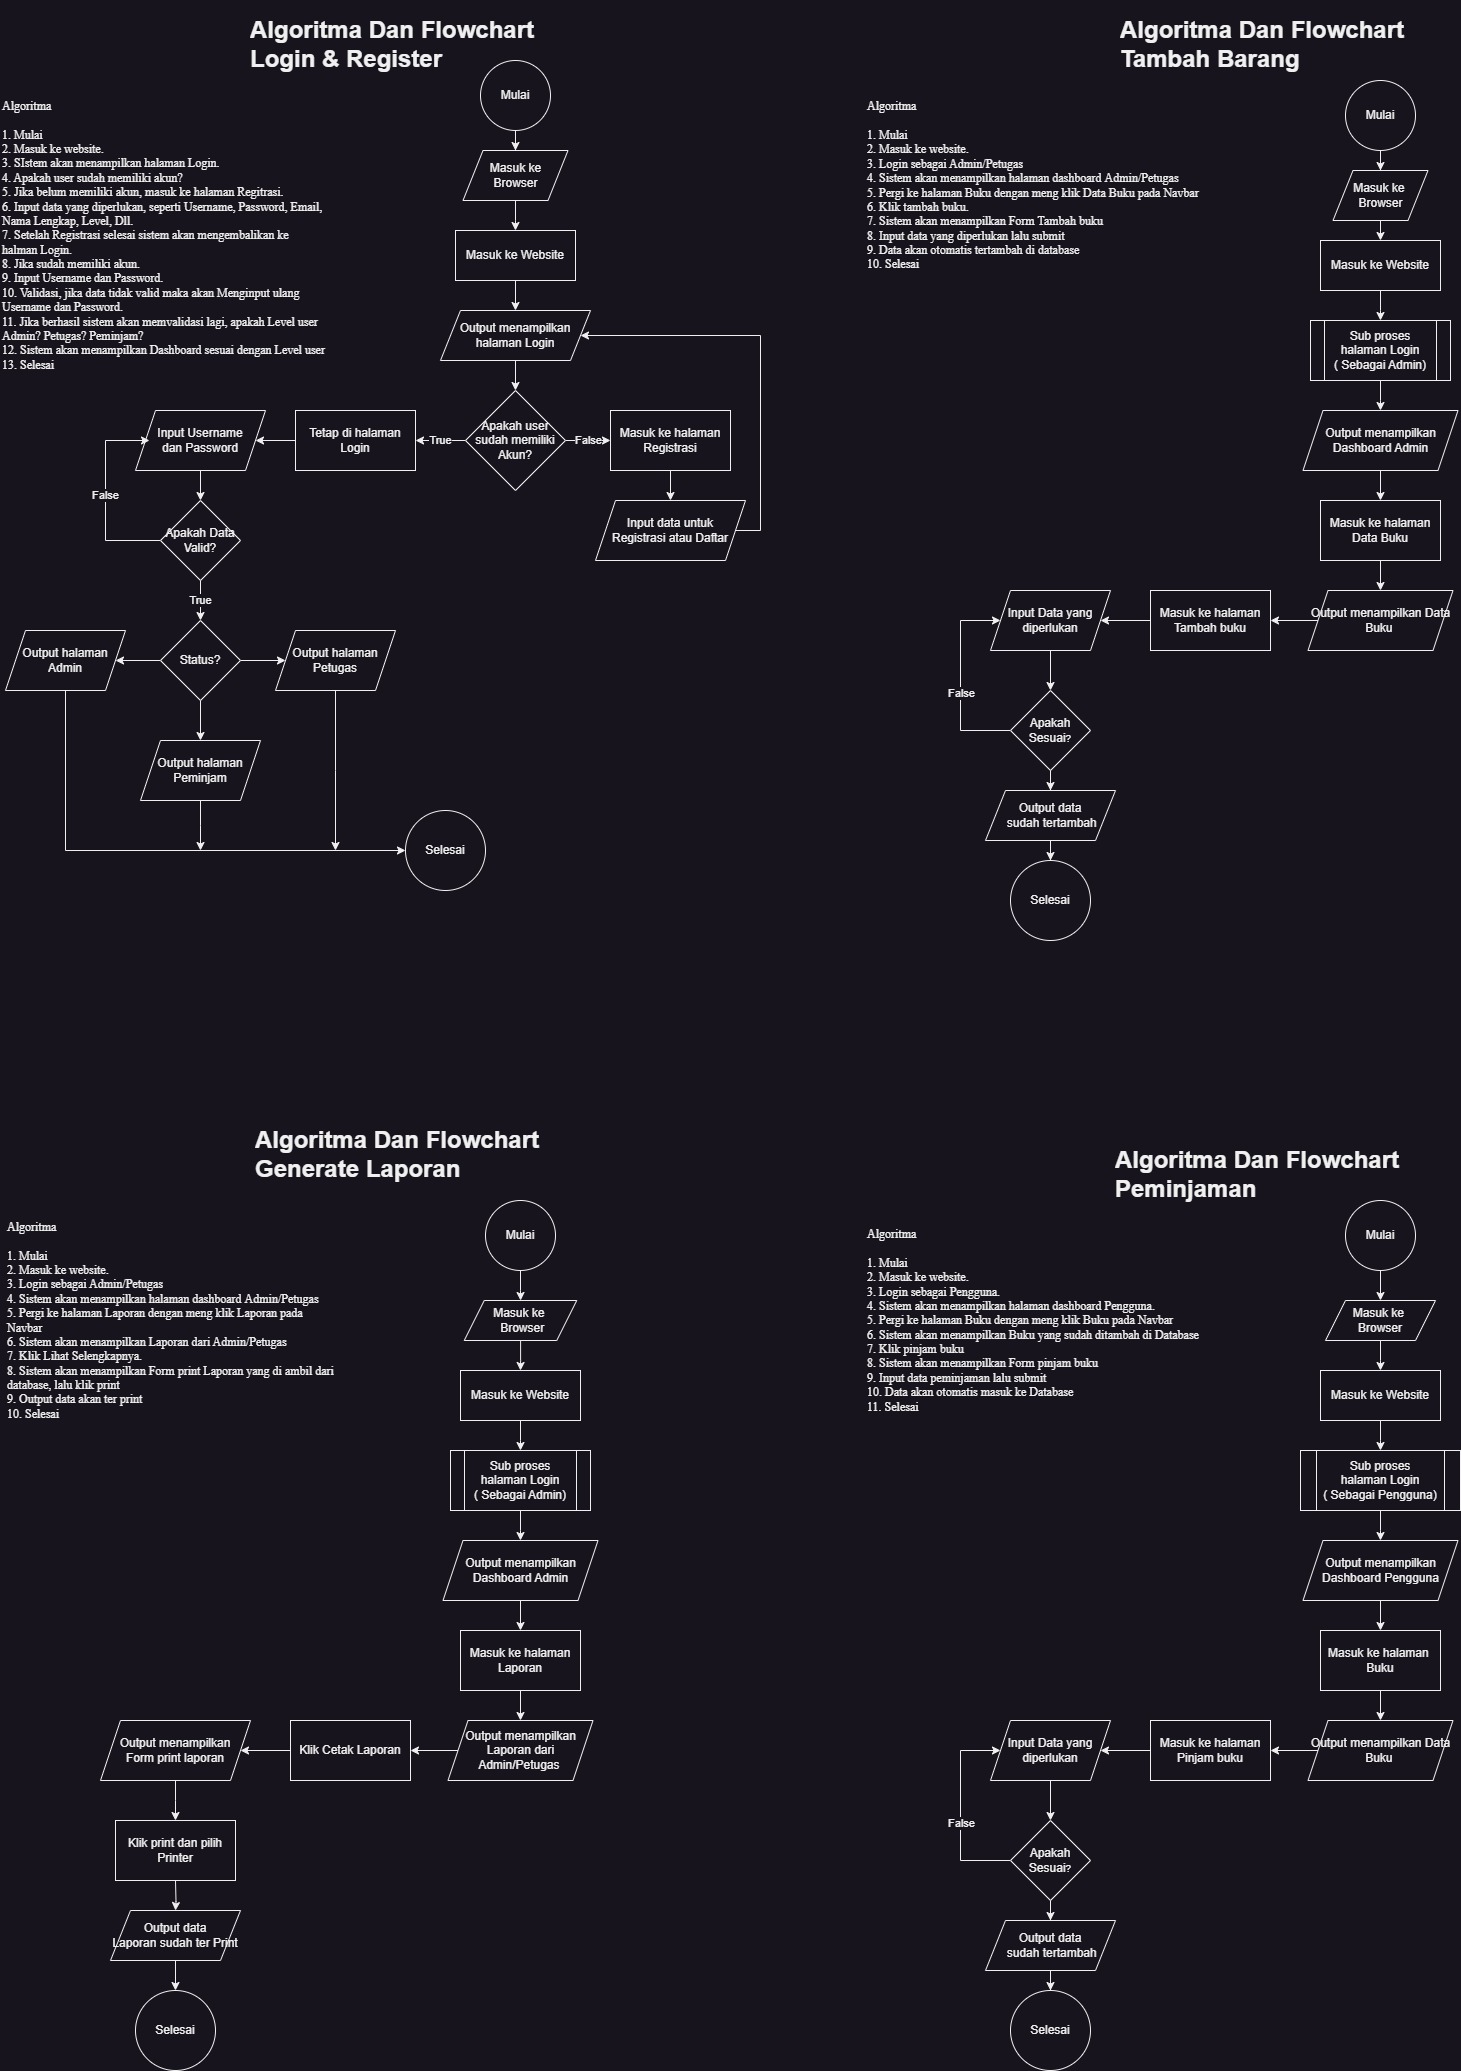 Algoritma Dan Flowchart
Login & Register
Algoritma
1. Mulai
2. Masuk ke website.
3. SIstem akan menampilkan halaman Login.
4. Apakah user sudah memiliki akun?
5. Jika belum memiliki akun, masuk ke halaman Regitrasi.
6. Input data yang diperlukan, seperti Username, Password, Email,
Nama Lengkap, Level, Dll.
7. Setelah Registrasi selesai sistem akan mengembalikan ke
halman Login.
8. Jika sudah memiliki akun.
9. Input Username dan Password.
10. Validasi, jika data tidak valid maka akan Menginput ulang
Username dan Password.
11. Jika berhasil sistem akan memvalidasi lagi, apakah Level user
Admin? Petugas? Peminjam?
12. Sistem akan menampilkan Dashboard sesuai dengan Level user
13. Selesai
Mulai
Masuk ke
Browser
Masuk ke Website
Output menampilkan
halaman Login
Apakah user
sudah memiliki
Akun?
True
False
Tetap di halaman
Login
Masuk ke halaman
Registrasi
Input data untuk
Registrasi atau Daftar
Input Username
dan Password
False
Apakah Data
Valid?
True
Status?
Output halaman
Admin
Output halaman
Petugas
Output halaman
Peminjam
Selesai
Algoritma Dan Flowchart
Tambah Barang
Algoritma
1. Mulai
2. Masuk ke website.
3. Login sebagai Admin/Petugas
4. Sistem akan menampilkan halaman dashboard Admin/Petugas
5. Pergi ke halaman Buku dengan meng klik Data Buku pada Navbar
6. Klik tambah buku.
7. Sistem akan menampilkan Form Tambah buku
8. Input data yang diperlukan lalu submit
9. Data akan otomatis tertambah di database
10. Selesai
Mulai
Masuk ke
Browser
Masuk ke Website
Sub proses
halaman Login
( Sebagai Admin)
Output menampilkan
Dashboard Admin
Masuk ke halaman
Data Buku
Output menampilkan Data
Buku
Masuk ke halaman
Tambah buku
Input Data yang
diperlukan
False
Apakah
Sesuai?
Output data
sudah tertambah
Selesai
Algoritma Dan Flowchart
Generate Laporan
Algoritma
1. Mulai
2. Masuk ke website.
3. Login sebagai Admin/Petugas
4. Sistem akan menampilkan halaman dashboard Admin/Petugas
5. Pergi ke halaman Laporan dengan meng klik Laporan pada
Navbar
6. Sistem akan menampilkan Laporan dari Admin/Petugas
7. Klik Lihat Selengkapnya.
8. Sistem akan menampilkan Form print Laporan yang di ambil dari
database, lalu klik print
9. Output data akan ter print
10. Selesai
Mulai
Masuk ke
Browser
Masuk ke Website
Sub proses
halaman Login
( Sebagai Admin)
Output menampilkan
Dashboard Admin
Masuk ke halaman
Laporan
Output menampilkan
Laporan dari
Admin/Petugas
Klik Cetak Laporan
Output menampilkan
Form print laporan
Klik print dan pilih
Printer
Output data
Laporan sudah ter Print
Selesai
Algoritma Dan Flowchart
Peminjaman
Algoritma
1. Mulai
2. Masuk ke website.
3. Login sebagai Pengguna.
4. Sistem akan menampilkan halaman dashboard Pengguna.
5. Pergi ke halaman Buku dengan meng klik Buku pada Navbar
6. Sistem akan menampilkan Buku yang sudah ditambah di Database
7. Klik pinjam buku
8. Sistem akan menampilkan Form pinjam buku
9. Input data peminjaman lalu submit
10. Data akan otomatis masuk ke Database
11. Selesai
Mulai
Masuk ke
Browser
Masuk ke Website
Sub proses
halaman Login
( Sebagai Pengguna)
Output menampilkan
Dashboard Pengguna
Masuk ke halaman
Buku
Output menampilkan Data
Buku
Masuk ke halaman
Pinjam buku
Input Data yang
diperlukan
False
Apakah
Sesuai?
Output data
sudah tertambah
Selesai